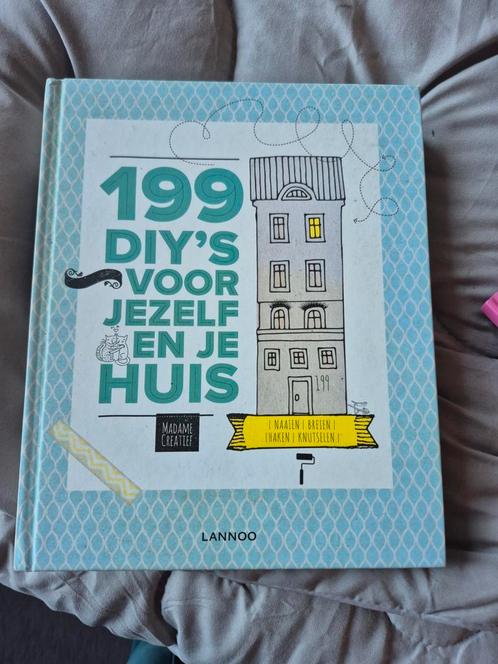 199
DIY'S
VOOR
JEZELF
EN JE
HUIS
199
MADAME
CREATIEF
| NAAIEN | BREIEN |
| HAKEN | KNUTSELEN |
LANNOO